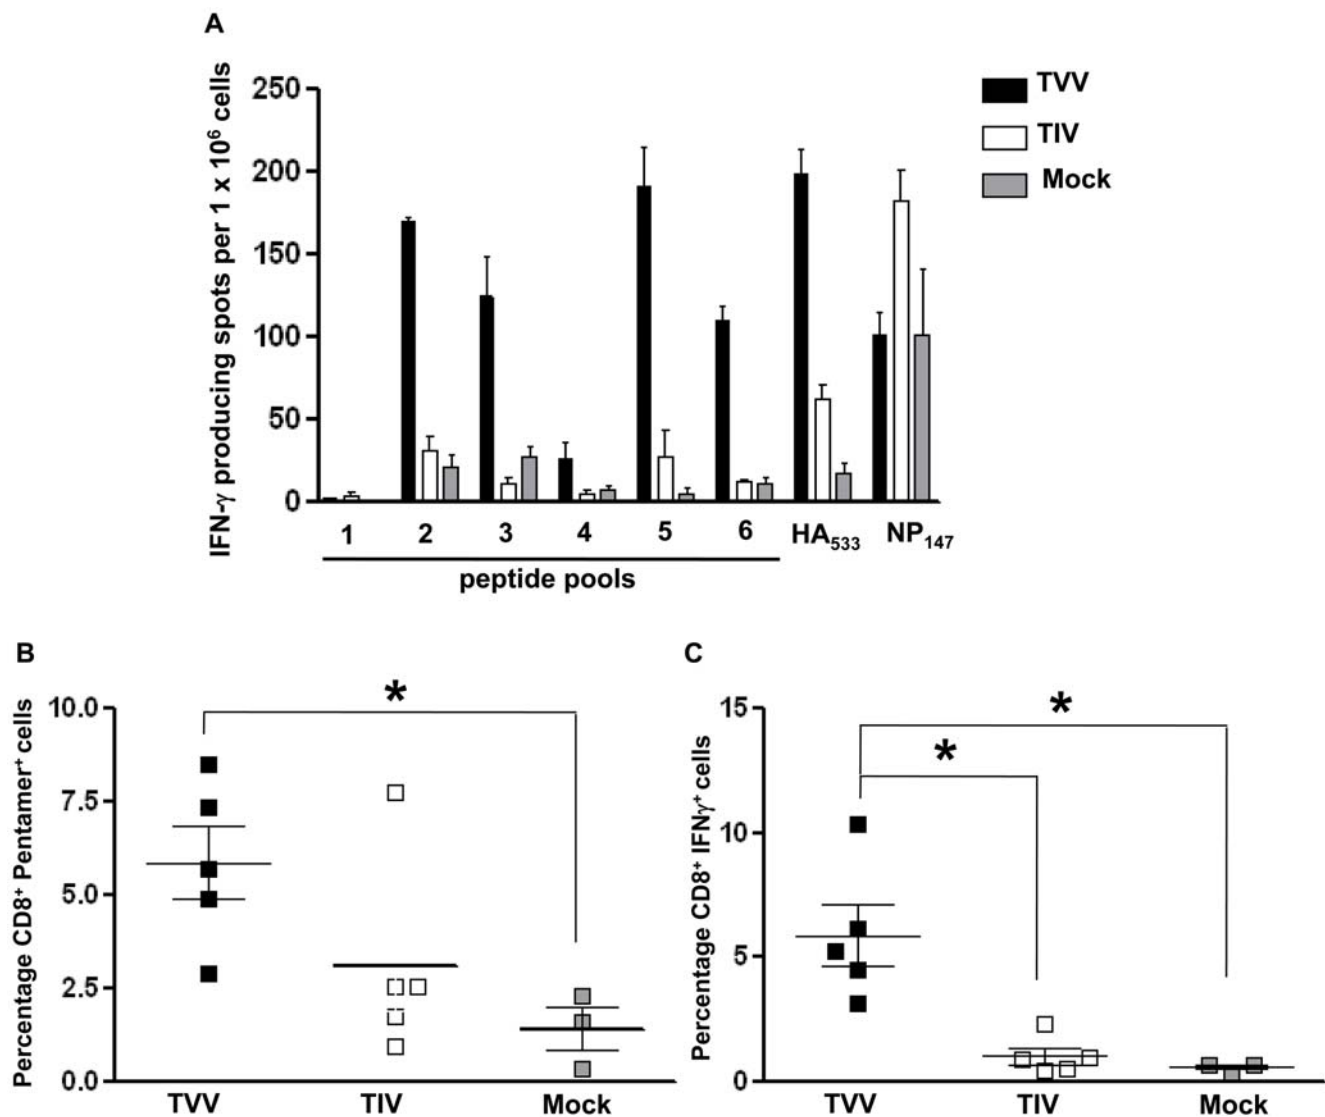 A
IFN-γ producing spots per 1 x 10⁶ cells
250
200
150
100
50
0
TVV
TIV
Mock
1 2 3 4 5 6 HA₅₃₃ NP₁₄₇
peptide pools
B
Percentage CD8⁺ Pentamer⁺ cells
10.0
7.5
5.0
2.5
0.0
*
TVV TIV Mock
C
Percentage CD8⁺ IFNγ⁺ cells
15
10
5
0
*
*
TVV TIV Mock